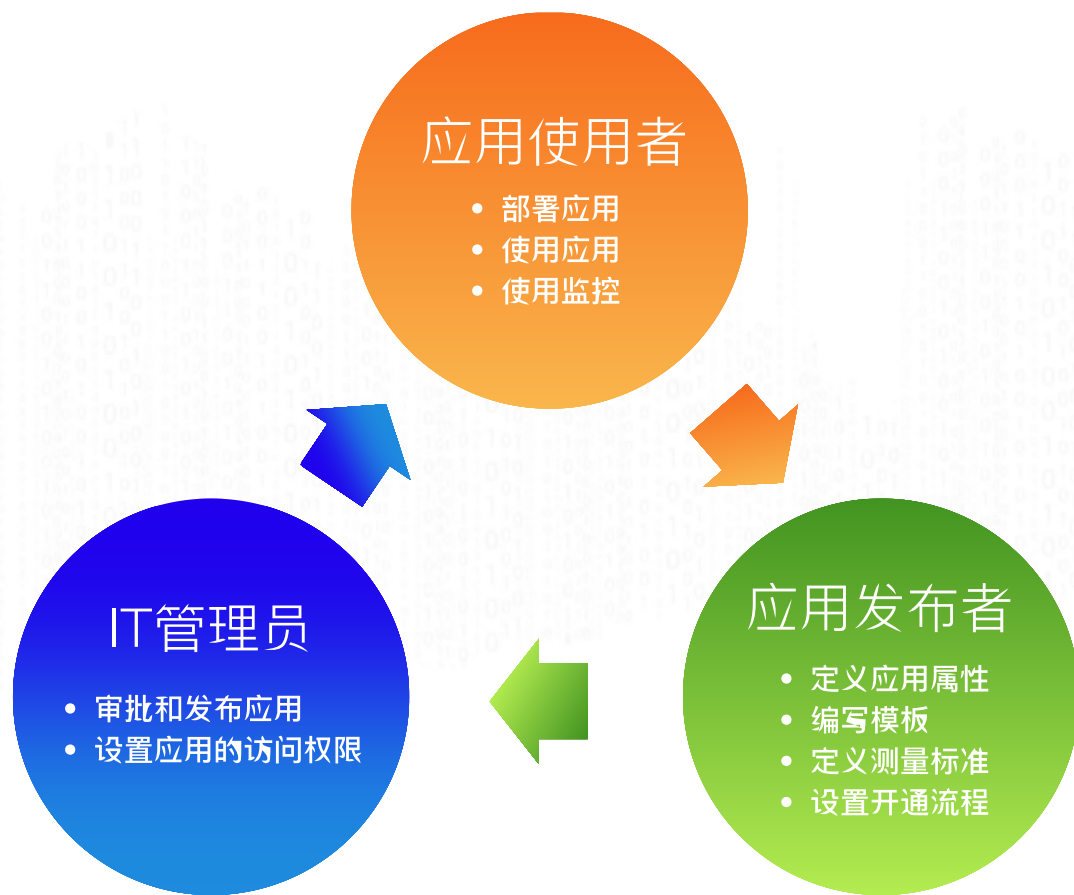 应用使用者
• 部署应用
• 使用应用
• 使用监控
IT管理员
• 审批和发布应用
• 设置应用的访问权限
应用发布者
• 定义应用属性
• 编写模板
• 定义测量标准
• 设置开通流程